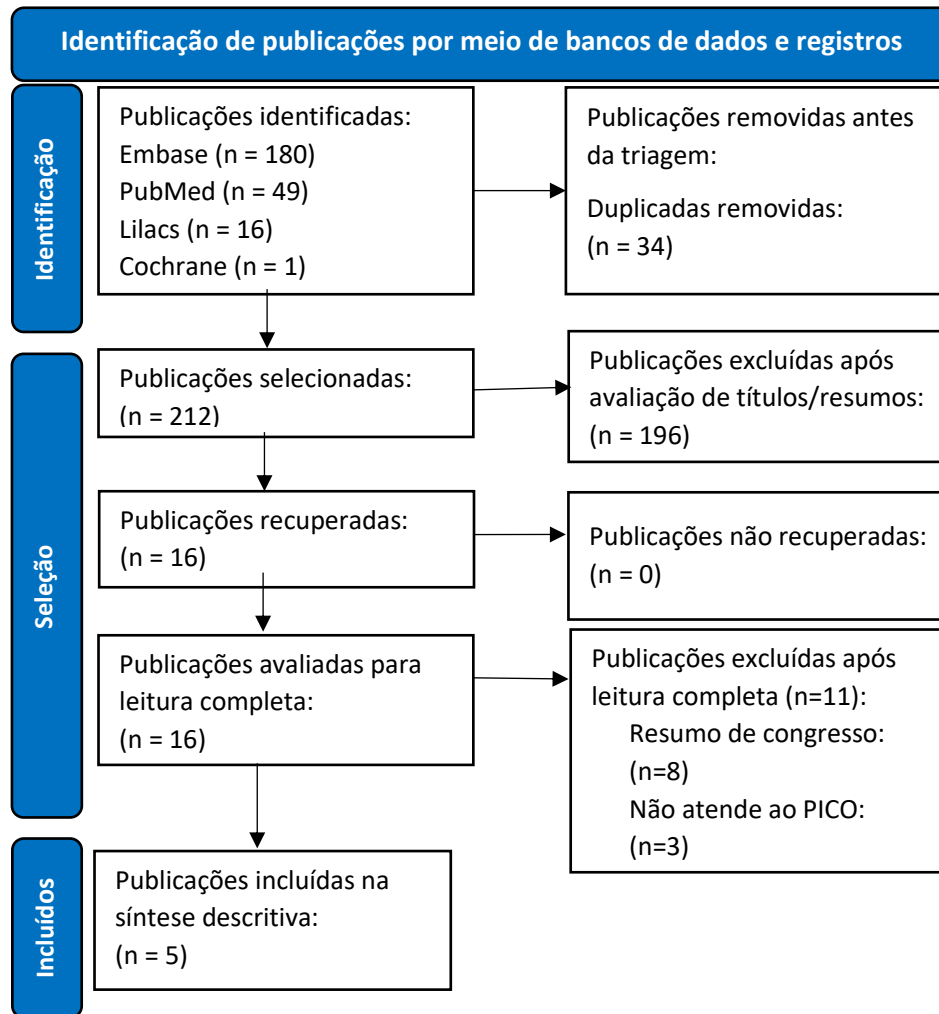 Identificação de publicações por meio de bancos de dados e registros
Identificação
Publicações identificadas:
Embase (n = 180)
PubMed (n = 49)
Lilacs (n = 16)
Cochrane (n = 1)
Publicações removidas antes
da triagem:
Duplicadas removidas:
(n = 34)
Seleção
Publicações selecionadas:
(n = 212)
Publicações excluídas após
avaliação de títulos/resumos:
(n = 196)
Publicações recuperadas:
(n = 16)
Publicações não recuperadas:
(n = 0)
Publicações avaliadas para
leitura completa:
(n = 16)
Publicações excluídas após
leitura completa (n=11):
Resumo de congresso:
(n=8)
Não atende ao PICO:
(n=3)
Incluídos
Publicações incluídas na
síntese descritiva:
(n = 5)